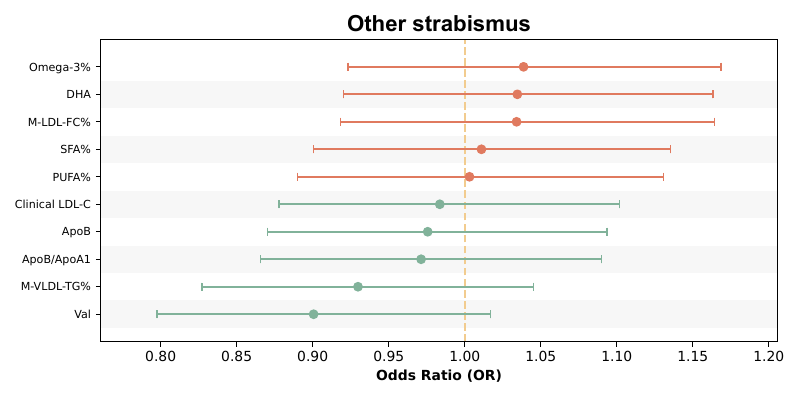 Other strabismus
Omega-3%
DHA
M-LDL-FC%
SFA%
PUFA%
Clinical LDL-C
ApoB
ApoB/ApoA1
M-VLDL-TG%
Val
0.80 0.85 0.90 0.95 1.00 1.05 1.10 1.15 1.20
Odds Ratio (OR)